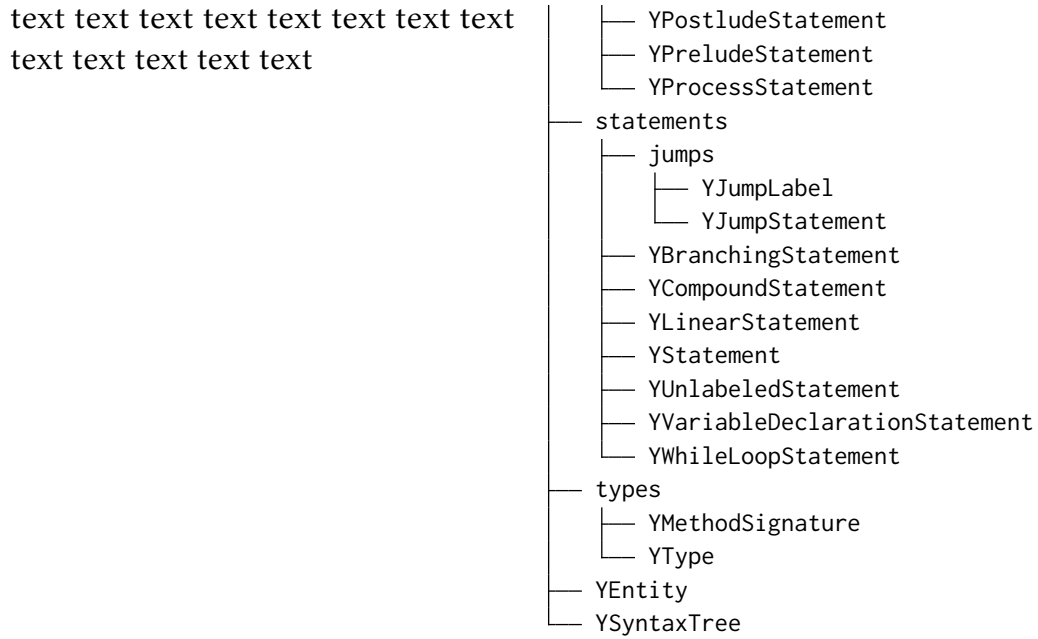 text text text text text text text text
text text text text text
│   ├── YPostludeStatement
│   ├── YPreludeStatement
│   └── YProcessStatement
├── statements
│   ├── jumps
│   │   ├── YJumpLabel
│   │   └── YJumpStatement
│   ├── YBranchingStatement
│   ├── YCompoundStatement
│   ├── YLinearStatement
│   ├── YStatement
│   ├── YUnlabeledStatement
│   ├── YVariableDeclarationStatement
│   └── YWhileLoopStatement
├── types
│   ├── YMethodSignature
│   └── YType
├── YEntity
└── YSyntaxTree